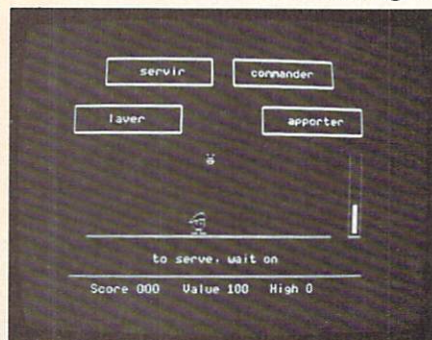 servir commander
laver apporter
to serve, wait on
Score 000 Value 100 High 0